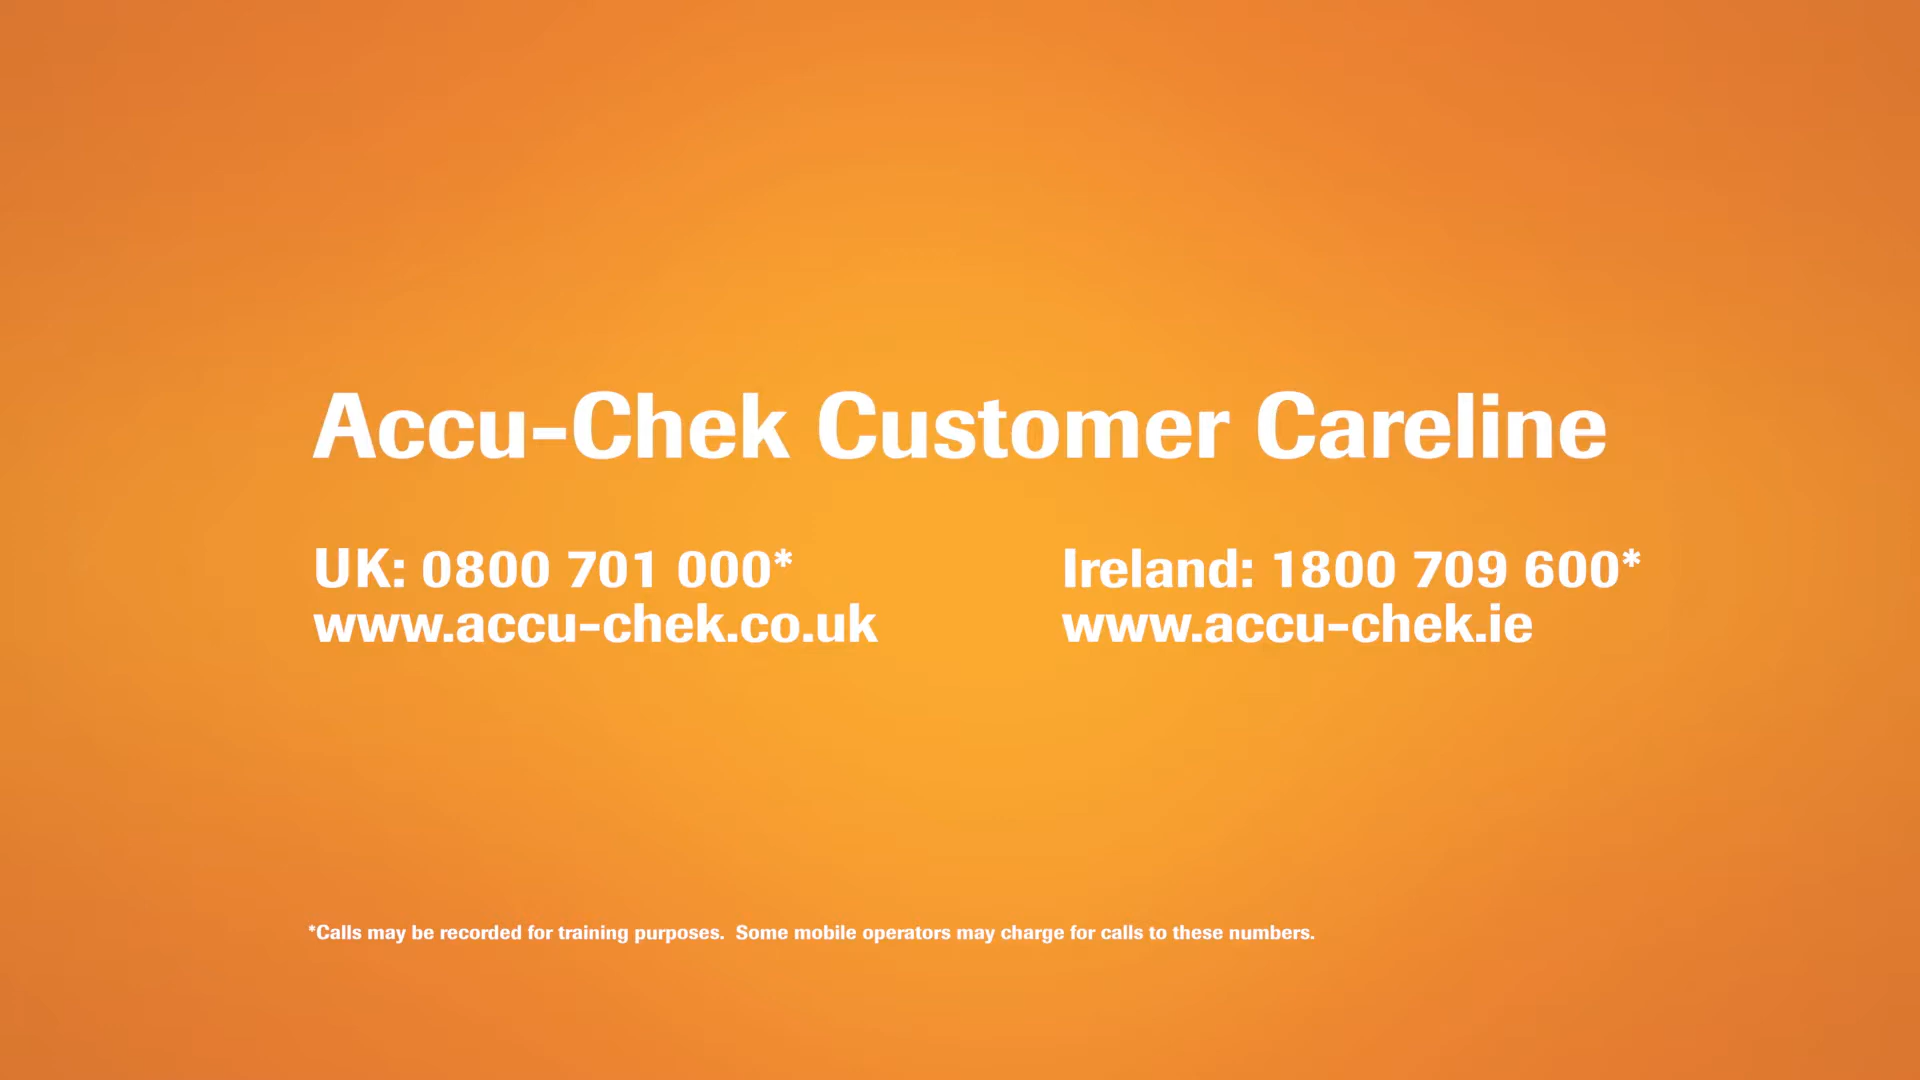 Accu-Chek Customer Careline
UK: 0800 701 000*
www.accu-chek.co.uk
Ireland: 1800 709 600*
www.accu-chek.ie
*Calls may be recorded for training purposes.  Some mobile operators may charge for calls to these numbers.